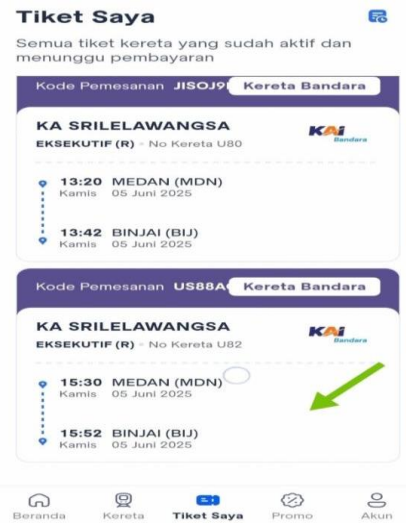 Tiket Saya
Semua tiket kereta yang sudah aktif dan
menunggu pembayaran
Kode Pemesanan JISOJ9 Kereta Bandara
KA SRILELAWANGSA
KAI
Bandara
EKSEKUTIF (R) • No Kereta U80
13:20 MEDAN (MDN)
Kamis 05 Juni 2025
13:42 BINJAI (BIJ)
Kamis 05 Juni 2025
Kode Pemesanan US88A Kereta Bandara
KA SRILELAWANGSA
KAI
Bandara
EKSEKUTIF (R) • No Kereta U82
15:30 MEDAN (MDN)
Kamis 05 Juni 2025
15:52 BINJAI (BIJ)
Kamis 05 Juni 2025
Beranda Kereta Tiket Saya Promo Akun